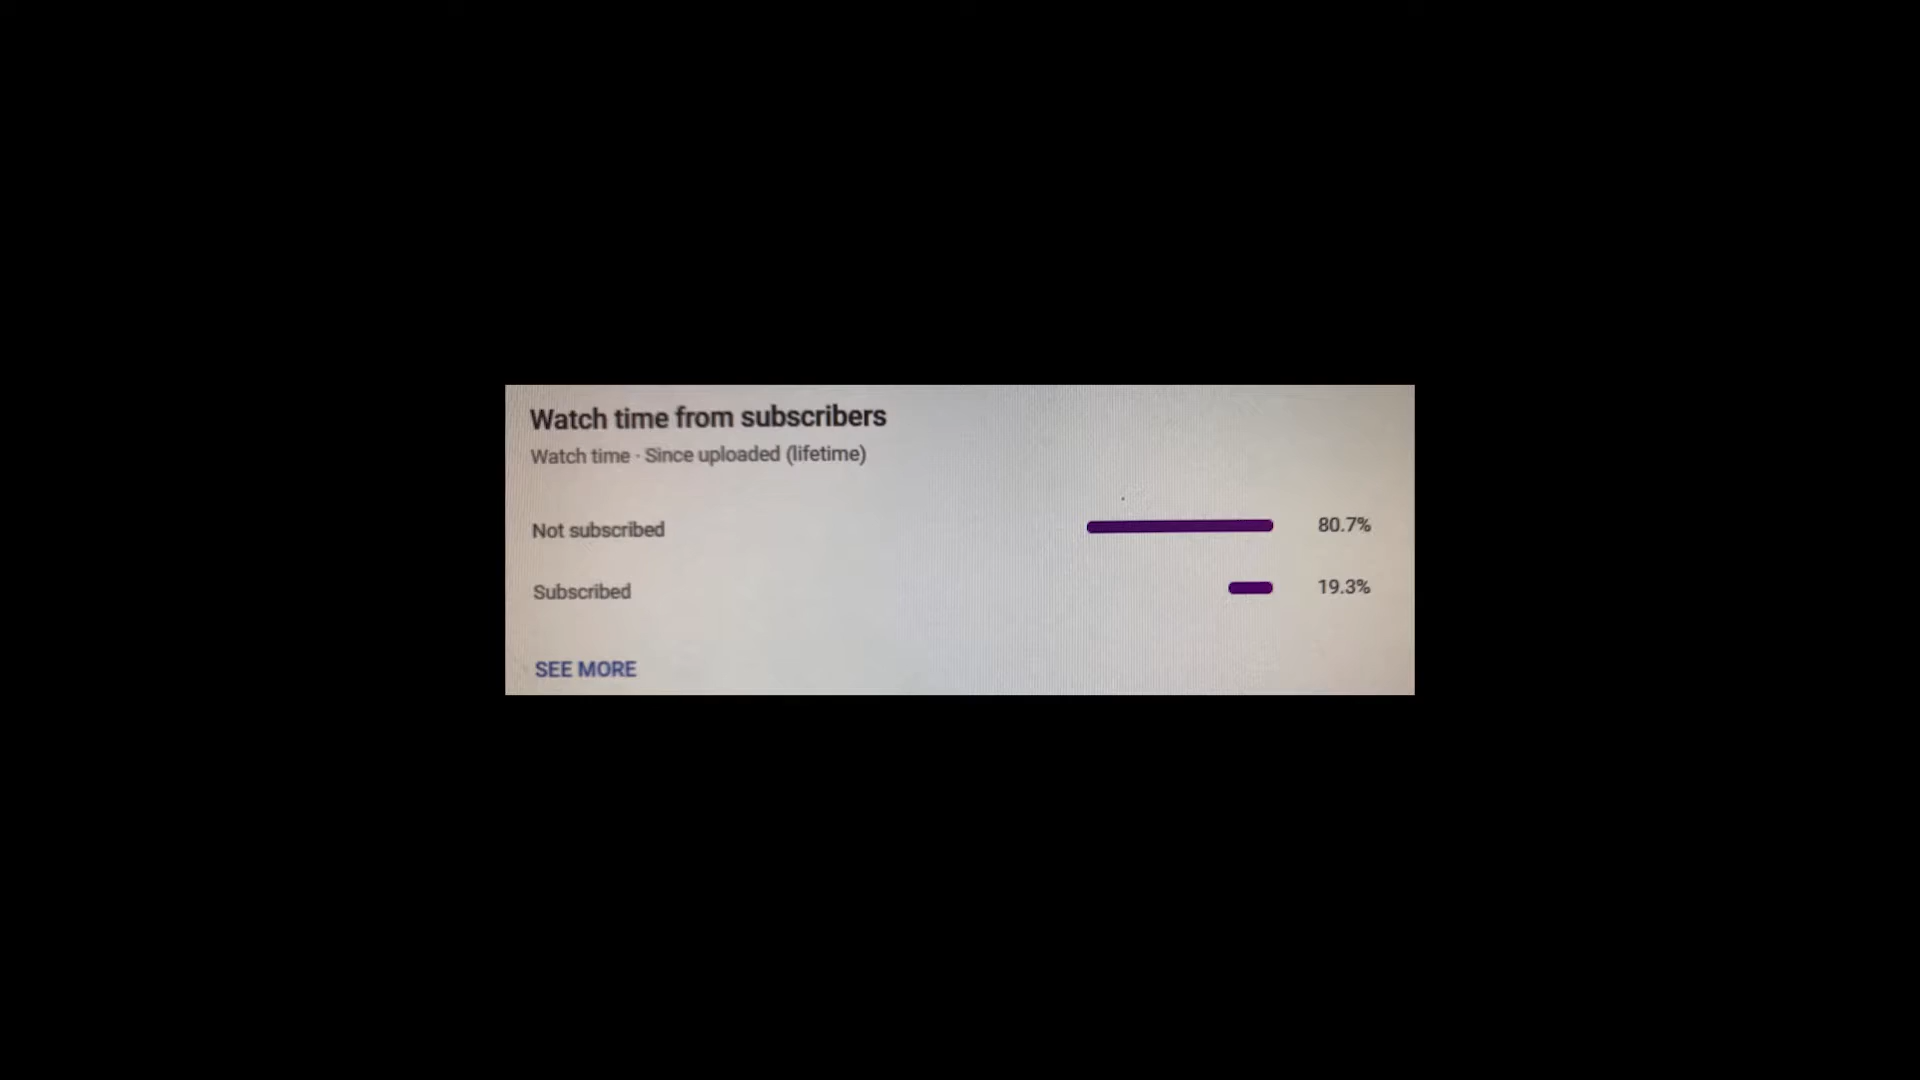 Watch time from subscribers
Watch time · Since uploaded (lifetime)
Not subscribed 80.7%
Subscribed 19.3%
SEE MORE